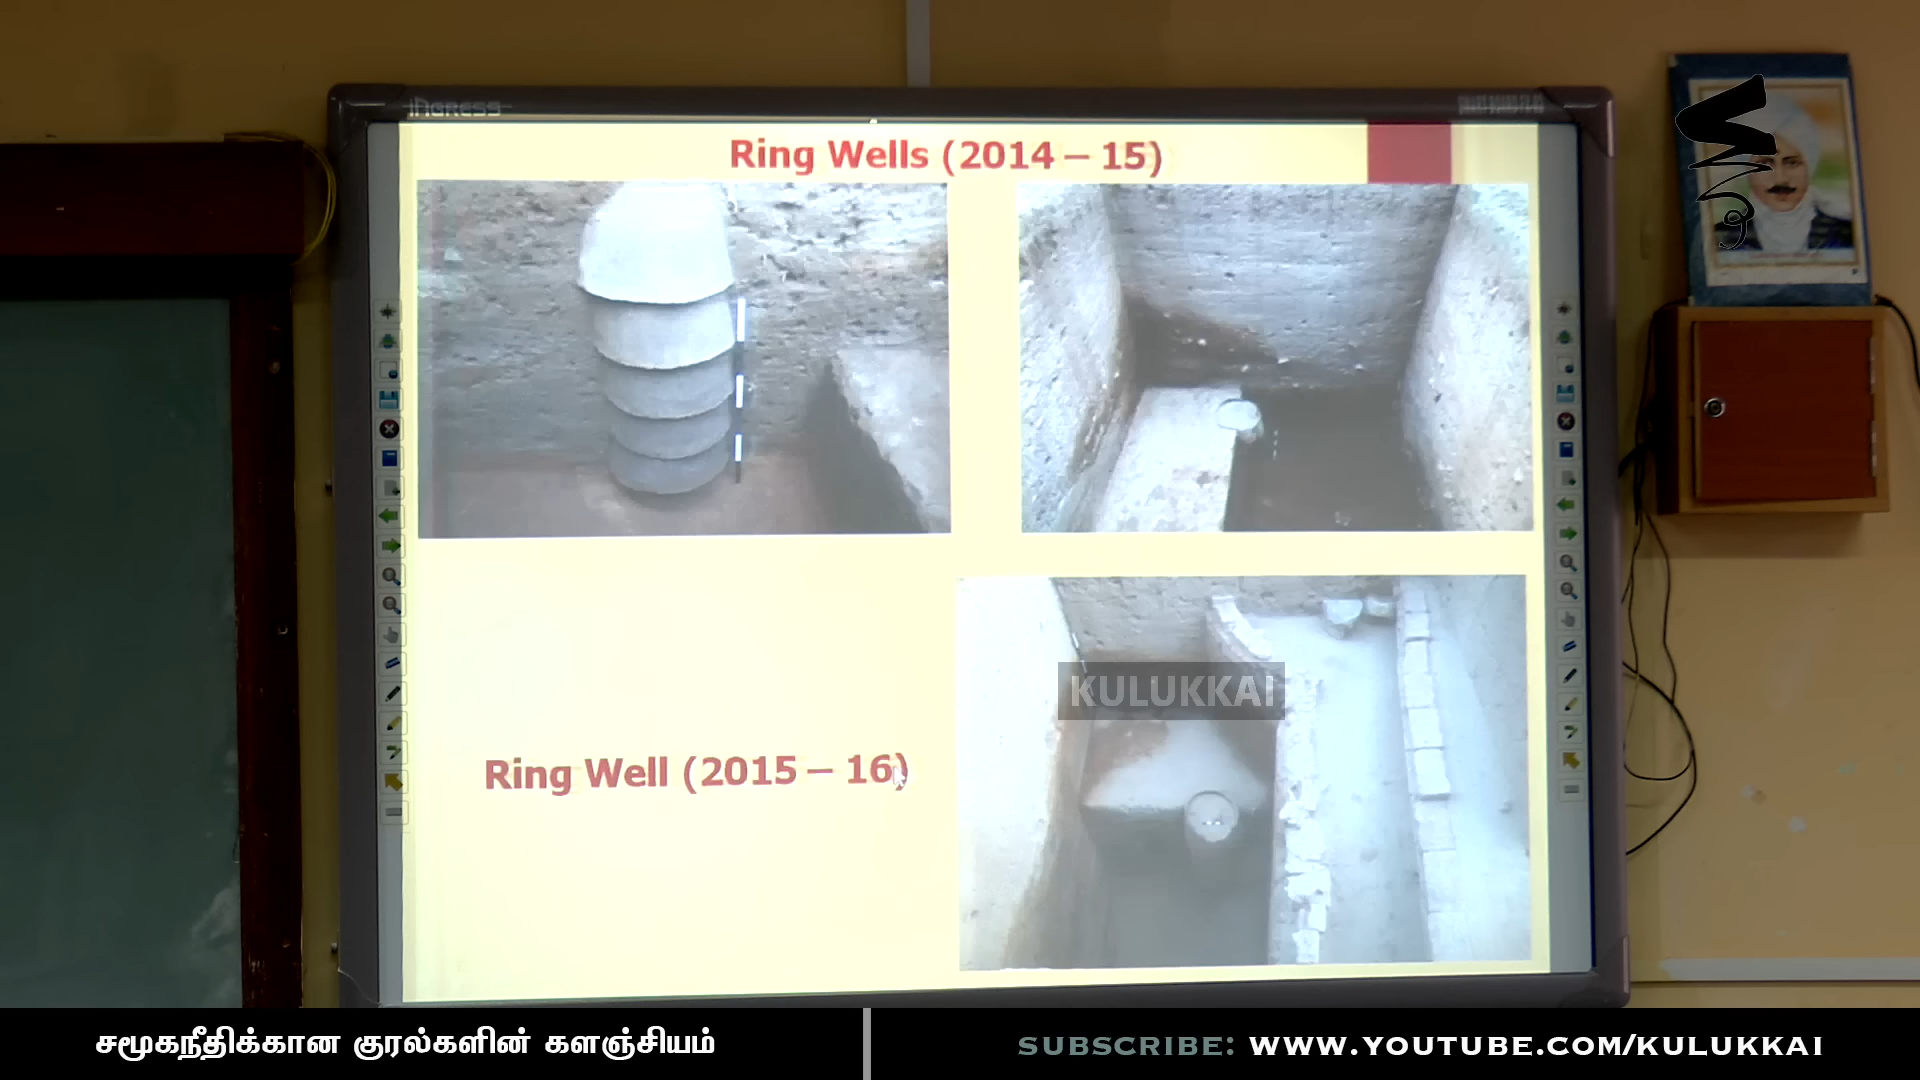 INGRESS
Ring Wells (2014 – 15)
KULUKKAI
Ring Well (2015 – 16)
சமூகநீதிக்கான குரல்களின் களஞ்சியம்
SUBSCRIBE: WWW.YOUTUBE.COM/KULUKKAI